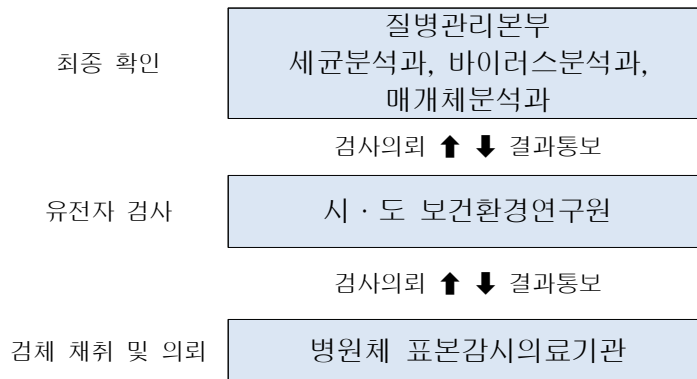 최종 확인
질병관리본부
세균분석과, 바이러스분석과,
매개체분석과
검사의뢰 ⬆ ⬇ 결과통보
유전자 검사
시 · 도 보건환경연구원
검사의뢰 ⬆ ⬇ 결과통보
검체 채취 및 의뢰
병원체 표본감시의료기관